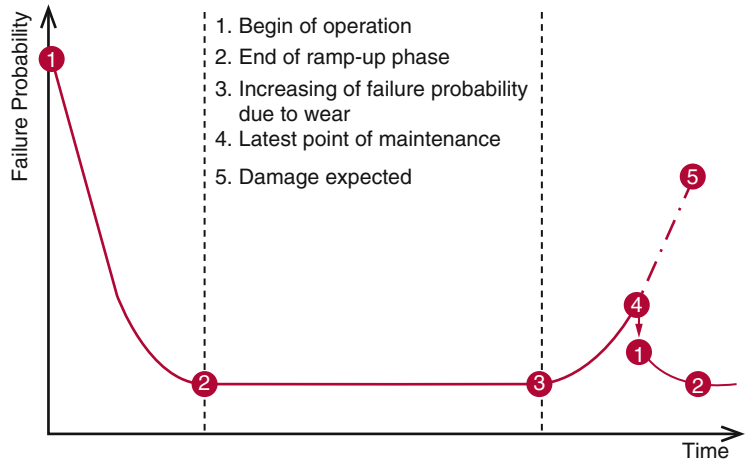 Failure Probability
1. Begin of operation
2. End of ramp-up phase
3. Increasing of failure probability
due to wear
4. Latest point of maintenance
5. Damage expected
1
2
3
4
5
1
2
Time